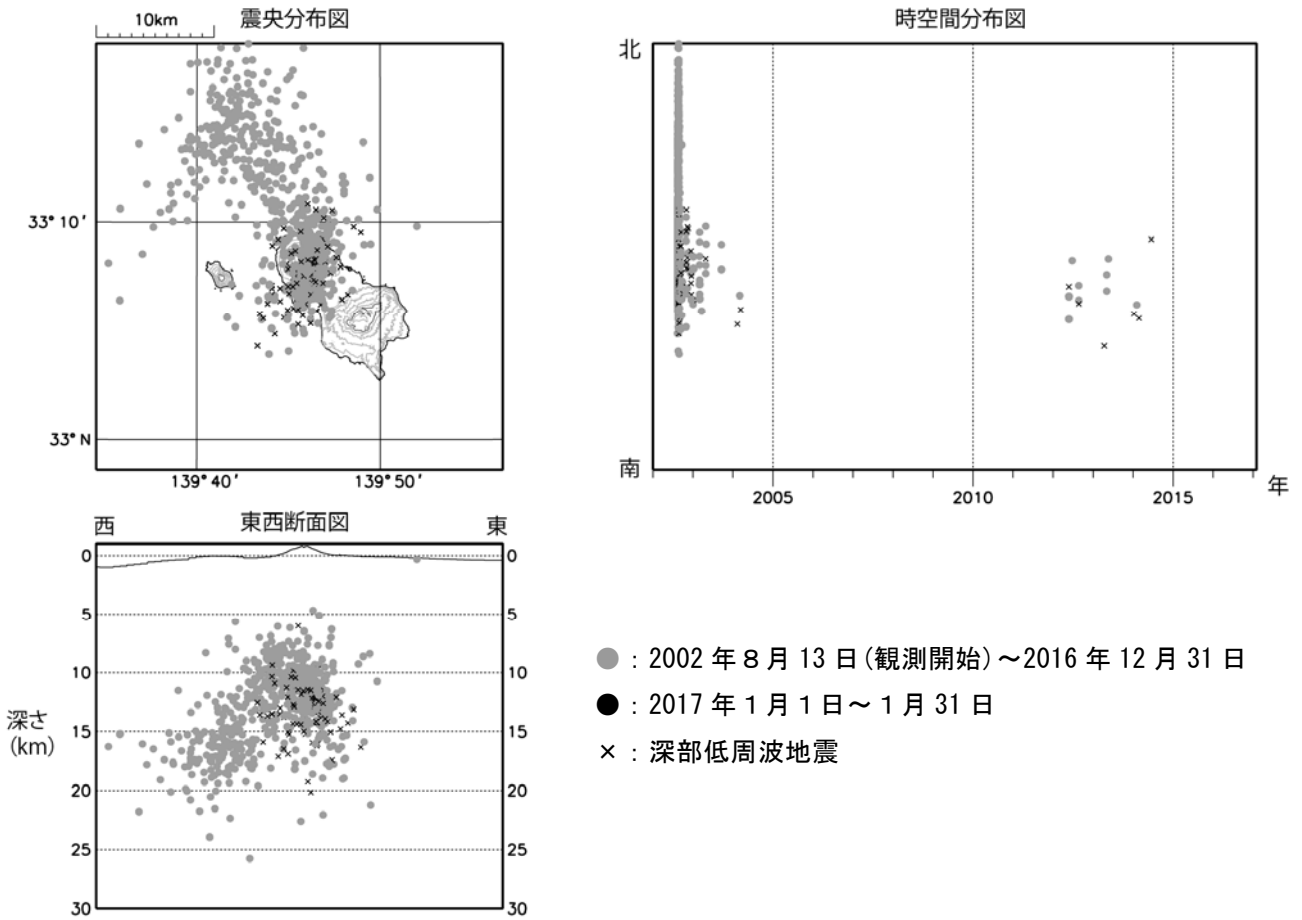 10km
震央分布図
33°10′
33°N
139°40′
139°50′
時空間分布図
北
南
2005
2010
2015
年
西
東西断面図
東
0
5
10
15
20
25
30
深さ
(km)
0
5
10
15
20
25
30
● : 2002 年８月 13 日(観測開始)～2016 年 12 月 31 日
● : 2017 年１月１日～１月 31 日
× : 深部低周波地震